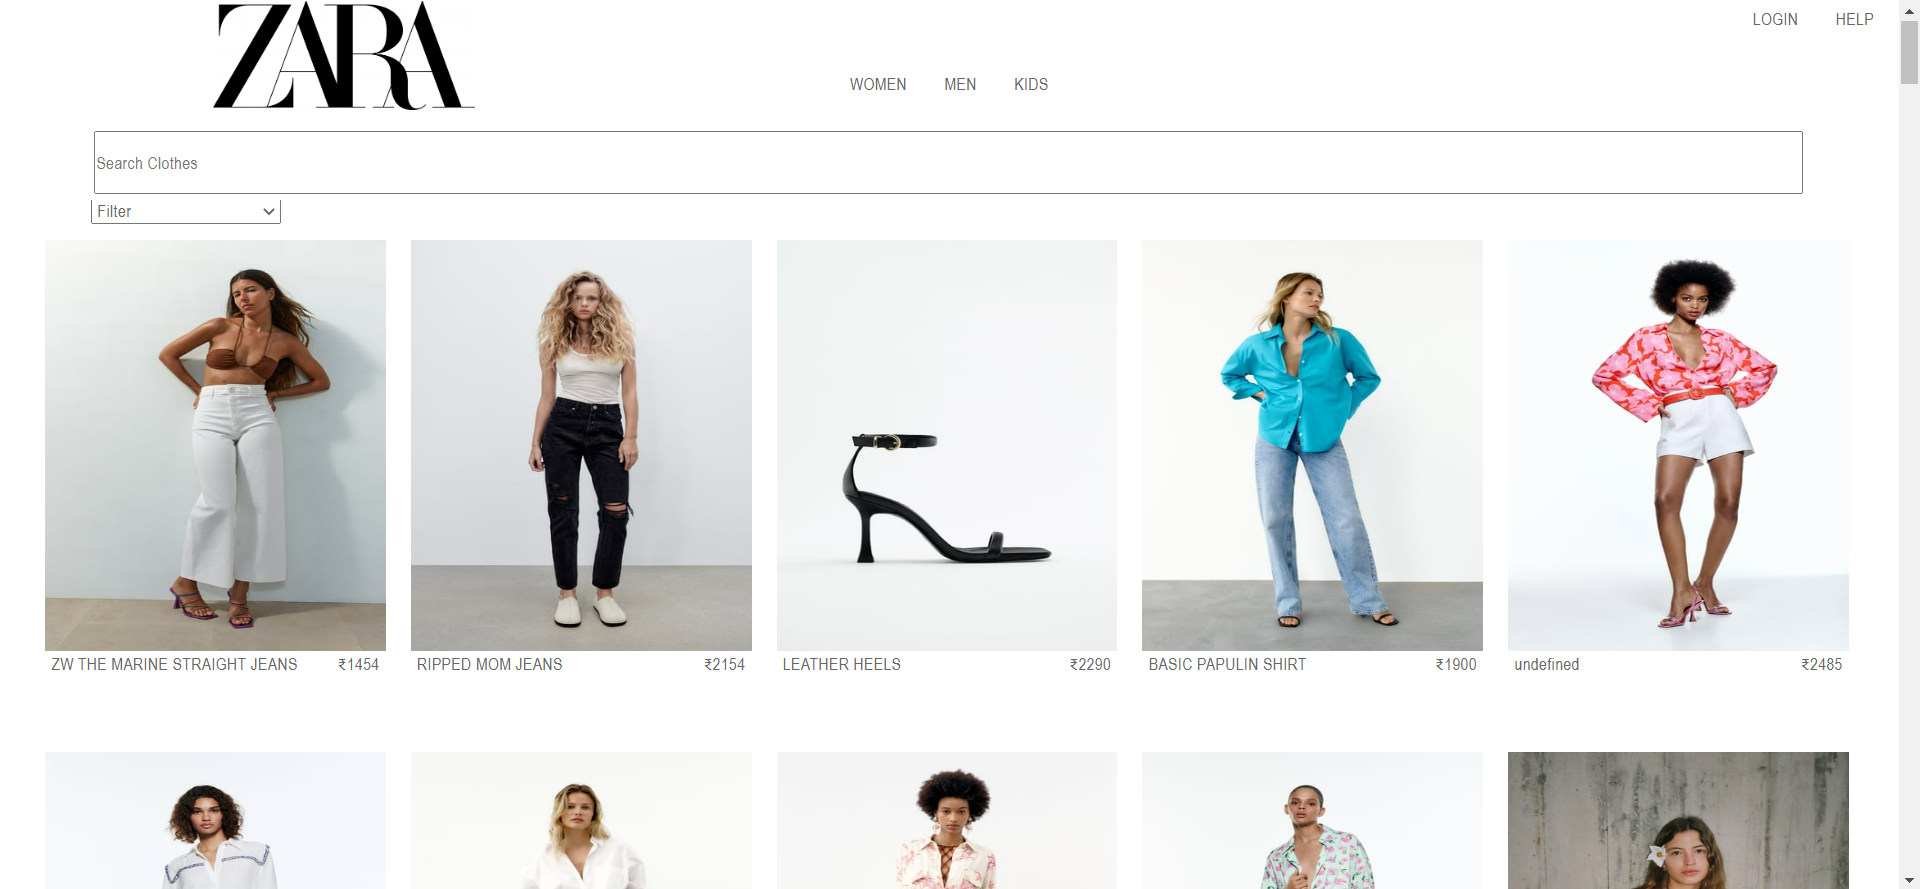 ZARA
LOGIN HELP
WOMEN MEN KIDS
Search Clothes
Filter
ZW THE MARINE STRAIGHT JEANS ₹1454
RIPPED MOM JEANS ₹2154
LEATHER HEELS ₹2290
BASIC PAPULIN SHIRT ₹1900
undefined ₹2485